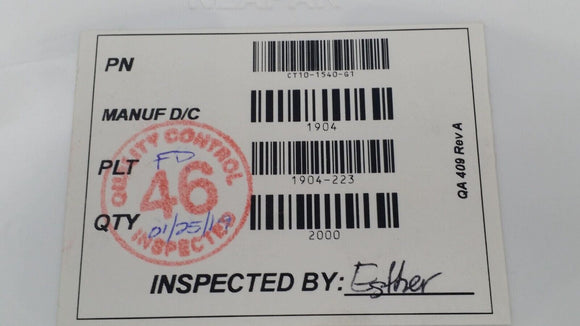 PN
CT10-1540-G1
MANUF D/C
1904
PLT
1904-223
QTY
2000
QUALITY CONTROL
FD
46
01/25/19
INSPECTED
INSPECTED BY: Esther
QA 409 Rev A